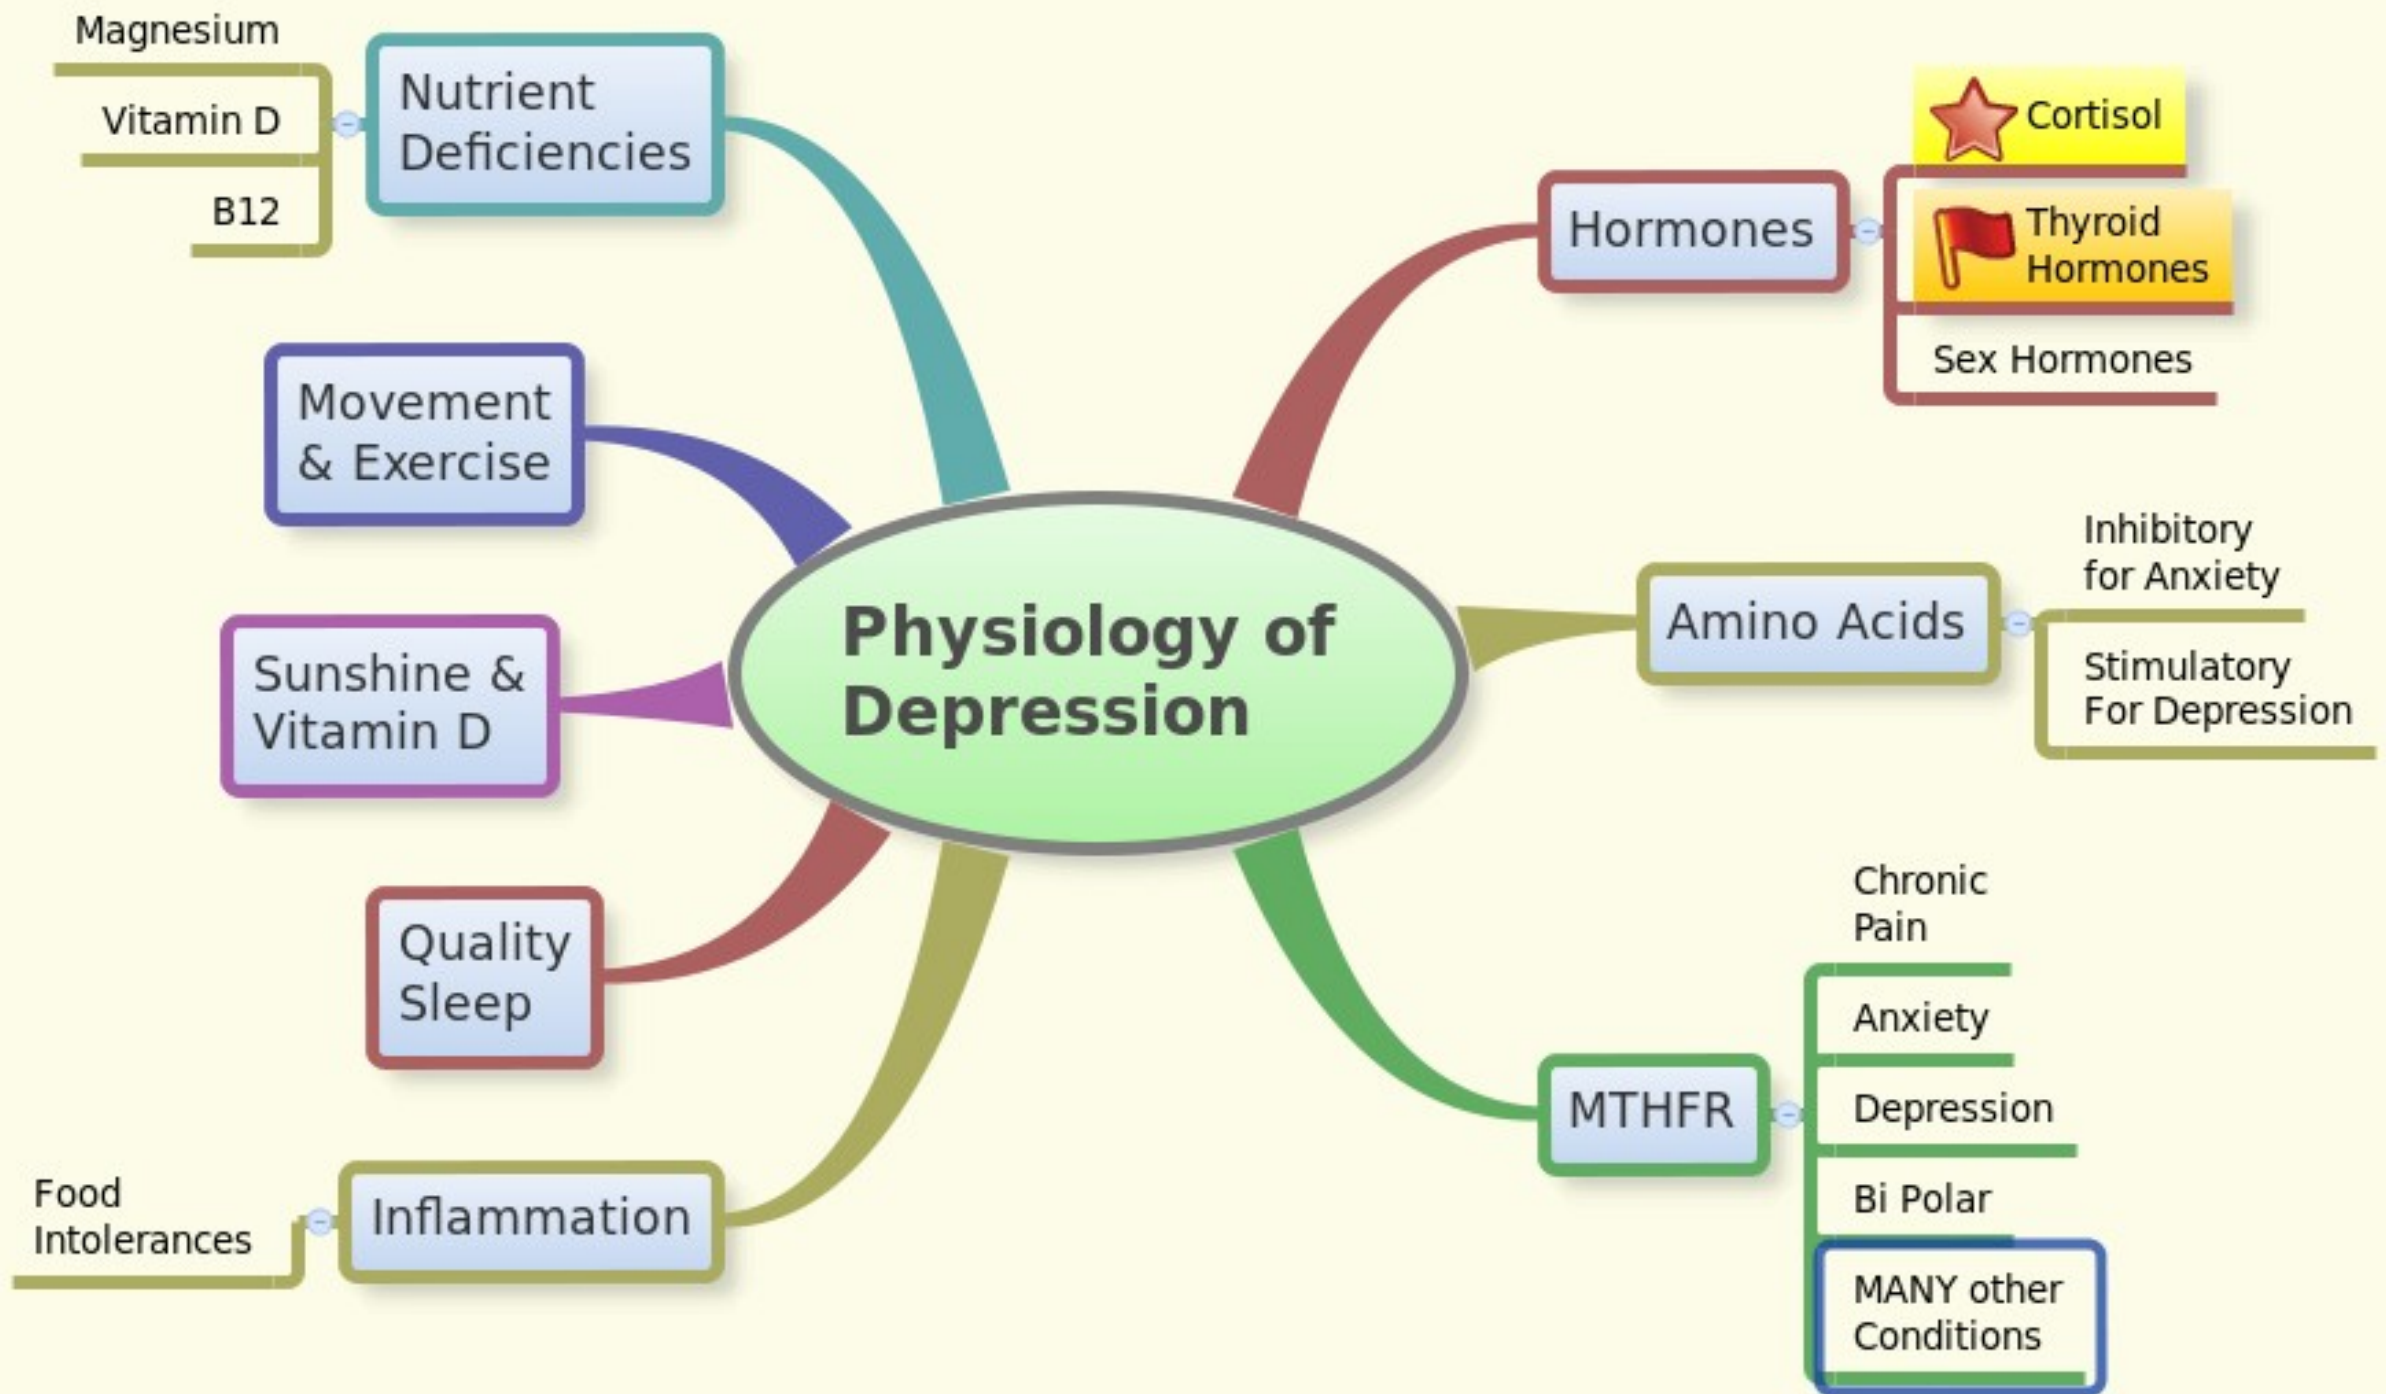 Physiology of
Depression
Magnesium
Vitamin D
B12
Nutrient
Deficiencies
Movement
& Exercise
Sunshine &
Vitamin D
Quality
Sleep
Food
Intolerances
Inflammation
Hormones
Cortisol
Thyroid
Hormones
Sex Hormones
Amino Acids
Inhibitory
for Anxiety
Stimulatory
For Depression
MTHFR
Chronic
Pain
Anxiety
Depression
Bi Polar
MANY other
Conditions